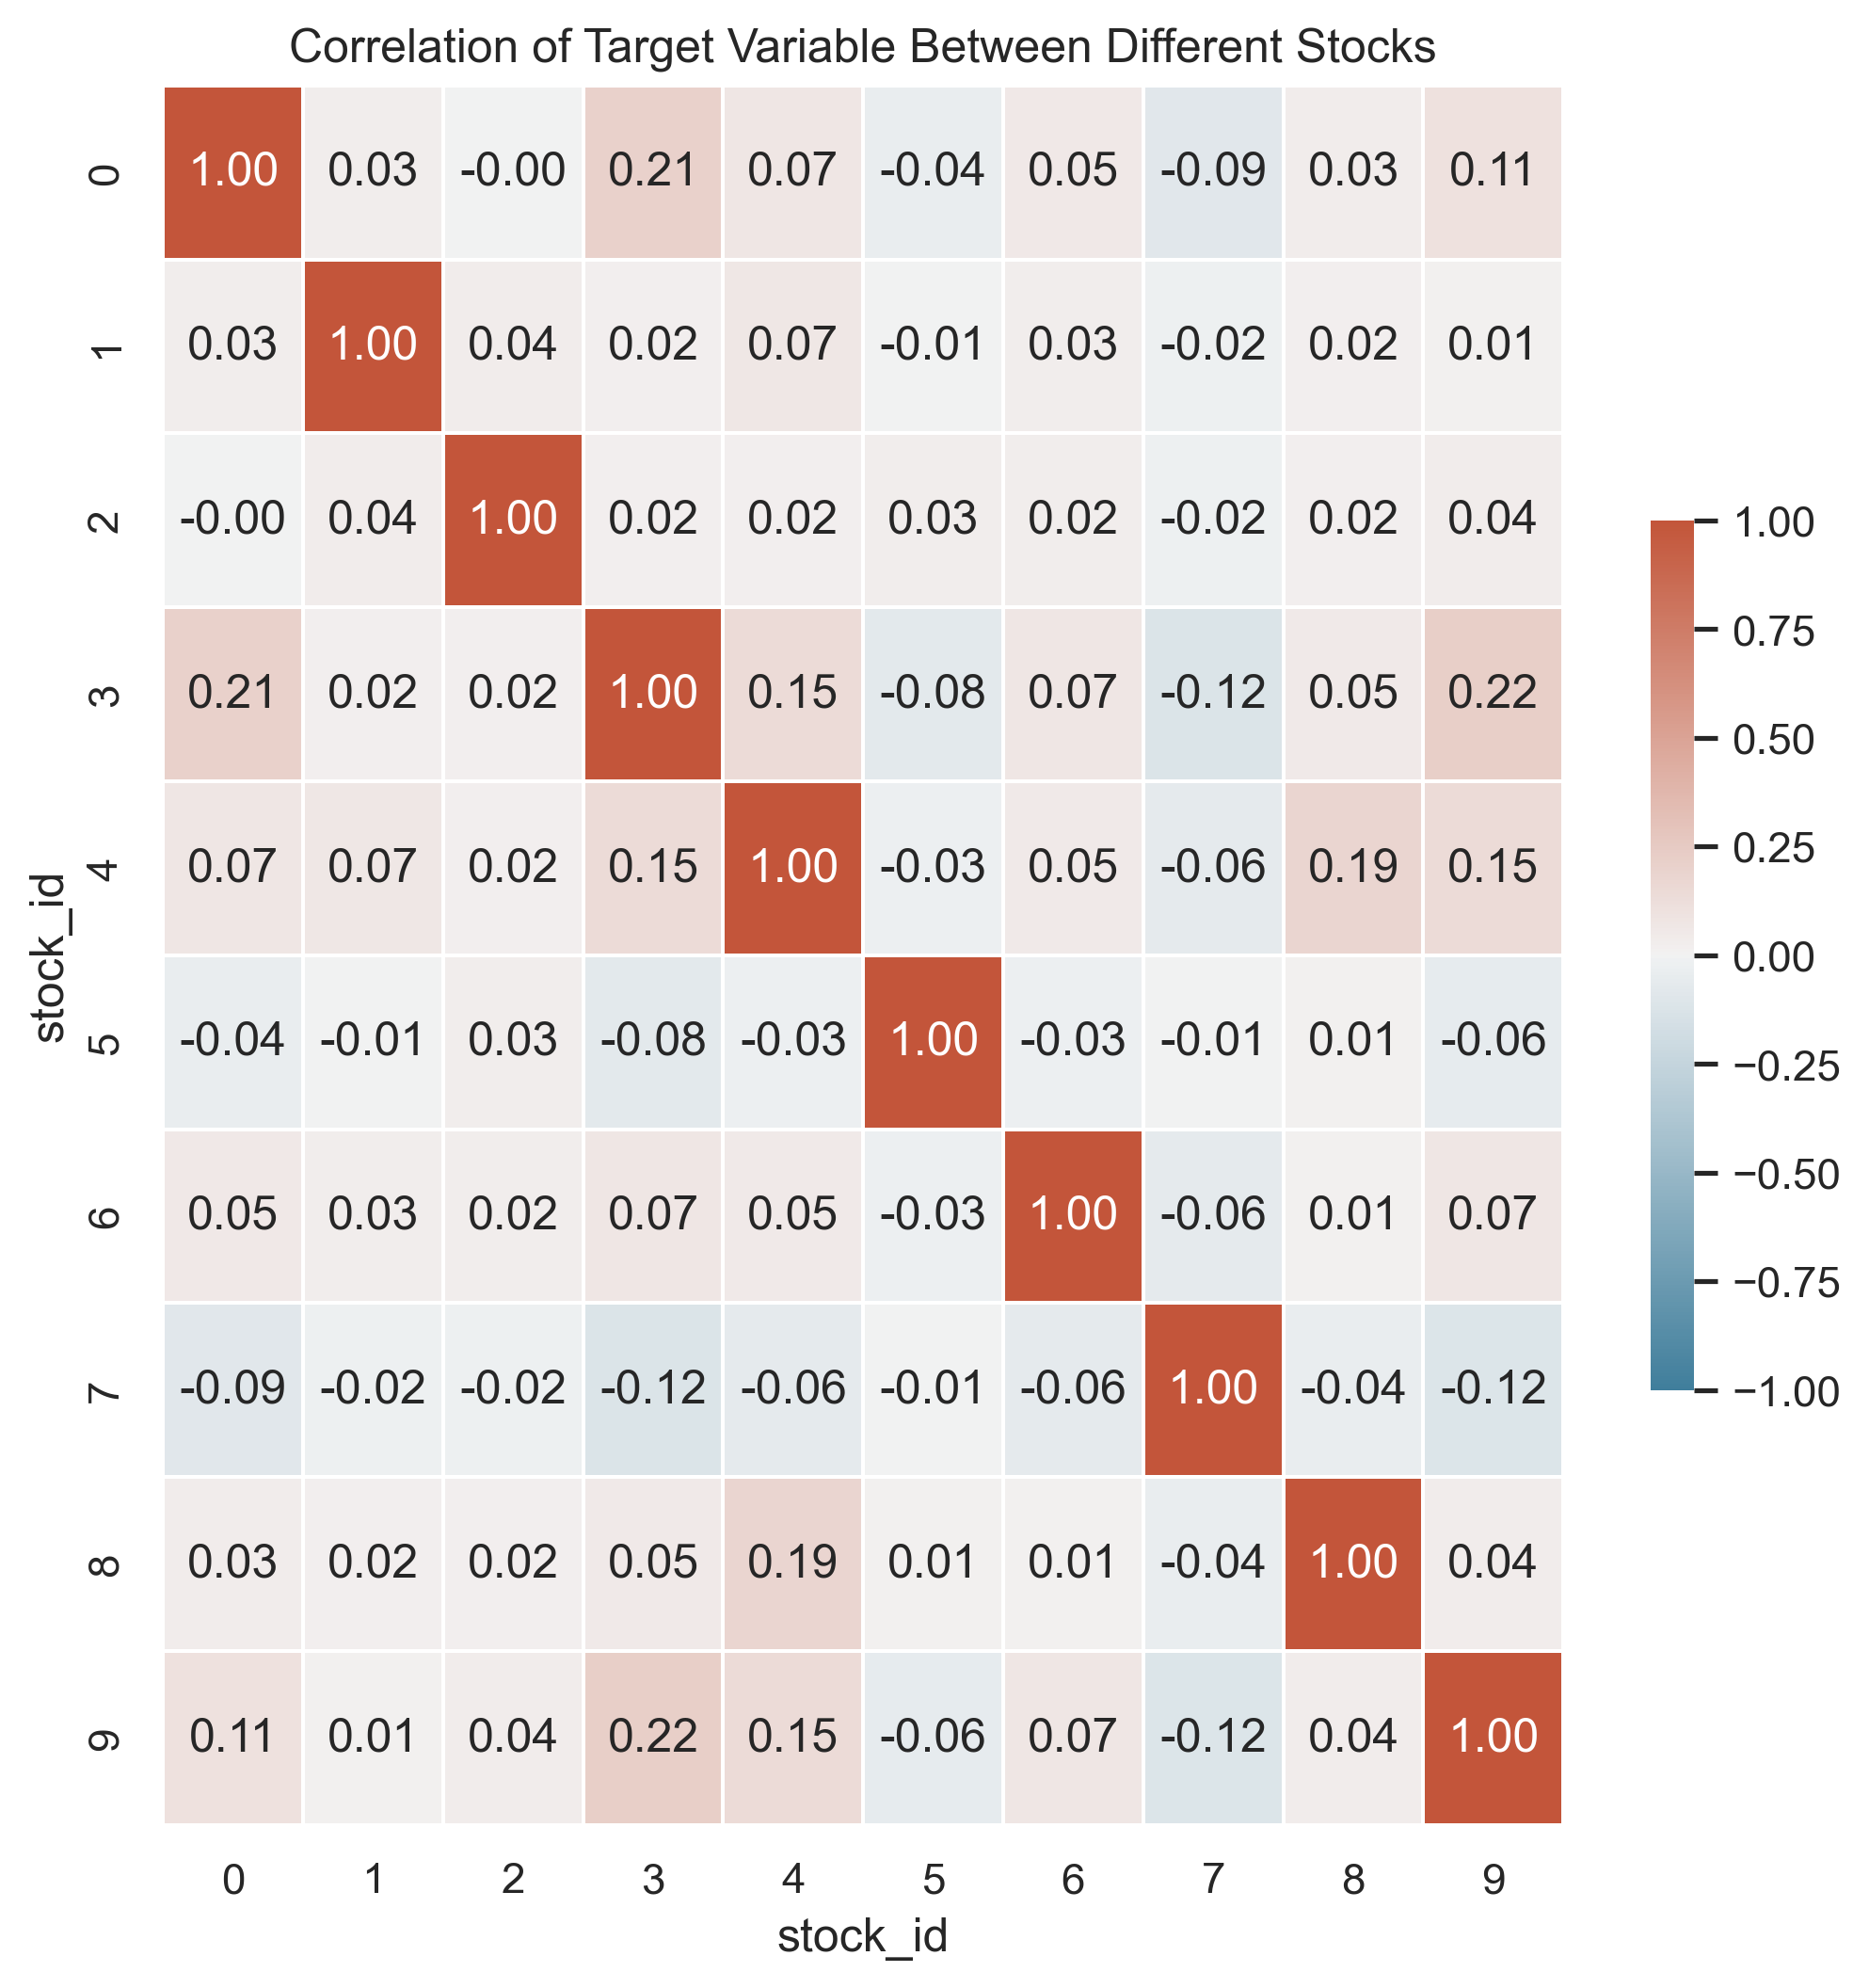 Correlation of Target Variable Between Different Stocks
0 1.00 0.03 -0.00 0.21 0.07 -0.04 0.05 -0.09 0.03 0.11
1 0.03 1.00 0.04 0.02 0.07 -0.01 0.03 -0.02 0.02 0.01
2 -0.00 0.04 1.00 0.02 0.02 0.03 0.02 -0.02 0.02 0.04
3 0.21 0.02 0.02 1.00 0.15 -0.08 0.07 -0.12 0.05 0.22
4 0.07 0.07 0.02 0.15 1.00 -0.03 0.05 -0.06 0.19 0.15
5 -0.04 -0.01 0.03 -0.08 -0.03 1.00 -0.03 -0.01 0.01 -0.06
6 0.05 0.03 0.02 0.07 0.05 -0.03 1.00 -0.06 0.01 0.07
7 -0.09 -0.02 -0.02 -0.12 -0.06 -0.01 -0.06 1.00 -0.04 -0.12
8 0.03 0.02 0.02 0.05 0.19 0.01 0.01 -0.04 1.00 0.04
9 0.11 0.01 0.04 0.22 0.15 -0.06 0.07 -0.12 0.04 1.00
0 1 2 3 4 5 6 7 8 9
stock_id
stock_id
1.00
0.75
0.50
0.25
0.00
−0.25
−0.50
−0.75
−1.00